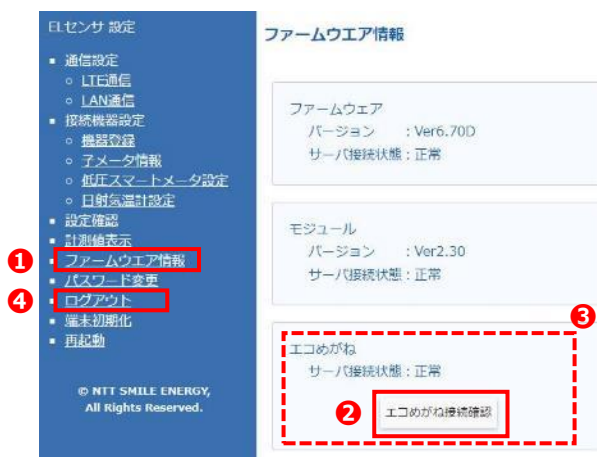 ELセンサ 設定
通信設定
LTE通信
LAN通信
接続機器設定
機器登録
子メータ情報
低圧スマートメータ設定
日射気温計設定
設定確認
計測値表示
❶ ファームウエア情報
パスワード変更
❹ ログアウト
端末初期化
再起動
© NTT SMILE ENERGY,
All Rights Reserved.
ファームウエア情報
ファームウェア
バージョン : Ver6.70D
サーバ接続状態 : 正常
モジュール
バージョン : Ver2.30
サーバ接続状態 : 正常
❸
エコめがね
サーバ接続状態 : 正常
❷ エコめがね接続確認